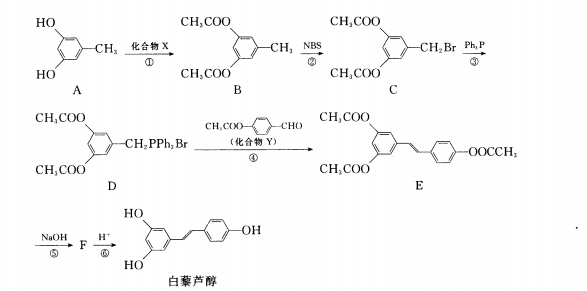 HO
CH₃
HO
A
化合物 X
①
CH₃COO
CH₃
CH₃COO
B
NBS
②
CH₃COO
CH₂Br
CH₃COO
C
Ph₃P
③
CH₃COO
CH₂PPh₃Br
CH₃COO
D
CH₃COO
CHO
(化合物 Y)
④
CH₃COO
OOCCH₃
CH₃COO
E
NaOH
⑤
F
H⁺
⑥
HO
OH
HO
白藜芦醇